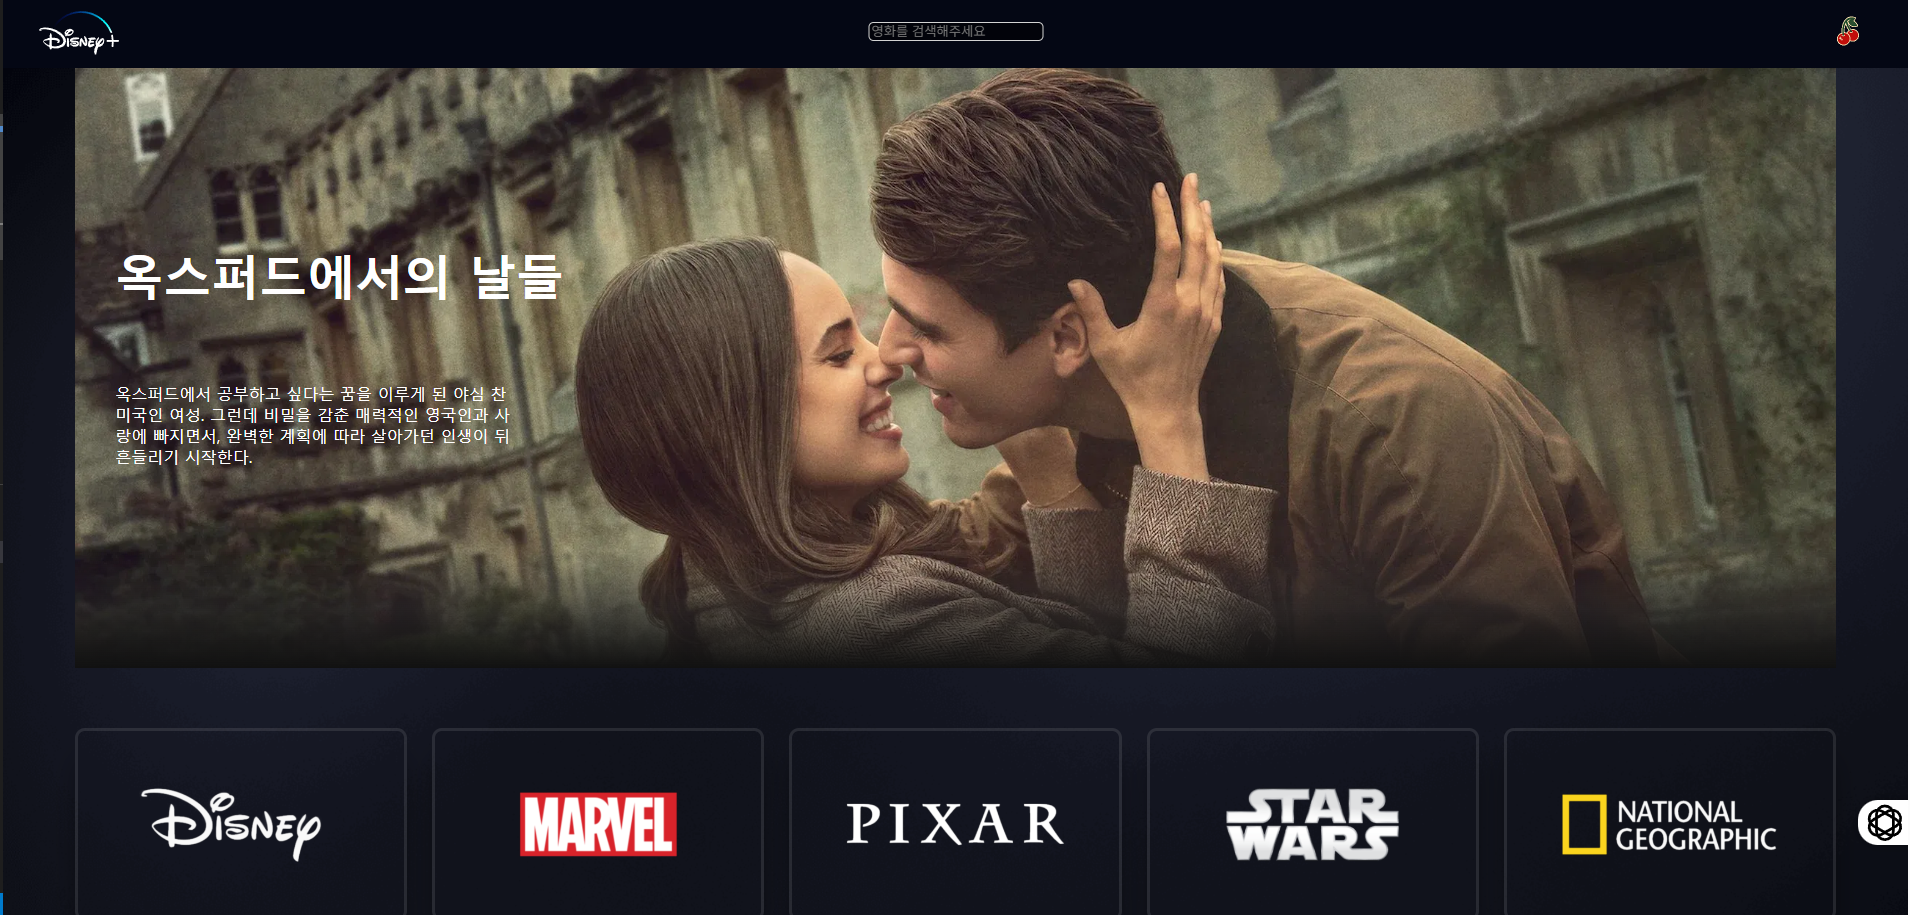 Disney+
영화를 검색해주세요
옥스퍼드에서의 날들
옥스퍼드에서 공부하고 싶다는 꿈을 이루게 된 야심 찬
미국인 여성. 그런데 비밀을 감춘 매력적인 영국인과 사
랑에 빠지면서, 완벽한 계획에 따라 살아가던 인생이 뒤
흔들리기 시작한다.
Disney
MARVEL
PIXAR
STAR
WARS
NATIONAL
GEOGRAPHIC